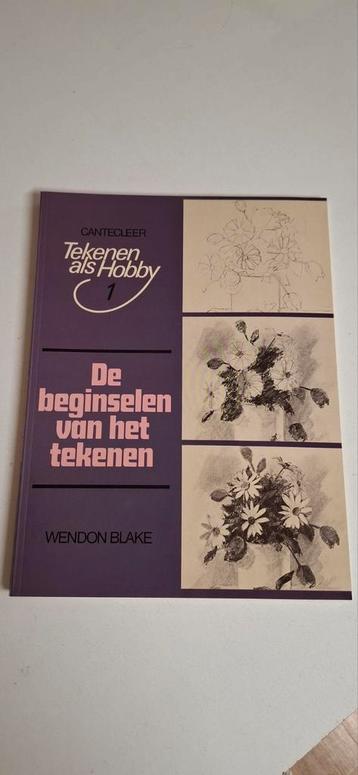 CANTECLEER
Tekenen
als Hobby
1
De
beginselen
van het
tekenen
WENDON BLAKE